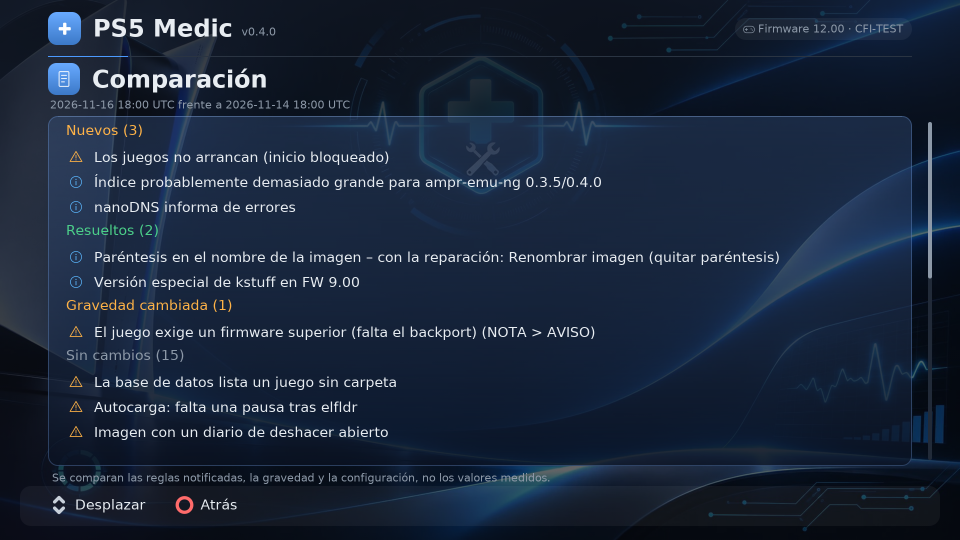 PS5 Medic v0.4.0
Firmware 12.00 · CFI-TEST
Comparación
2026-11-16 18:00 UTC frente a 2026-11-14 18:00 UTC
Nuevos (3)
Los juegos no arrancan (inicio bloqueado)
Índice probablemente demasiado grande para ampr-emu-ng 0.3.5/0.4.0
nanoDNS informa de errores
Resueltos (2)
Paréntesis en el nombre de la imagen – con la reparación: Renombrar imagen (quitar paréntesis)
Versión especial de kstuff en FW 9.00
Gravedad cambiada (1)
El juego exige un firmware superior (falta el backport) (NOTA > AVISO)
Sin cambios (15)
La base de datos lista un juego sin carpeta
Autocarga: falta una pausa tras elfldr
Imagen con un diario de deshacer abierto
Se comparan las reglas notificadas, la gravedad y la configuración, no los valores medidos.
Desplazar
Atrás